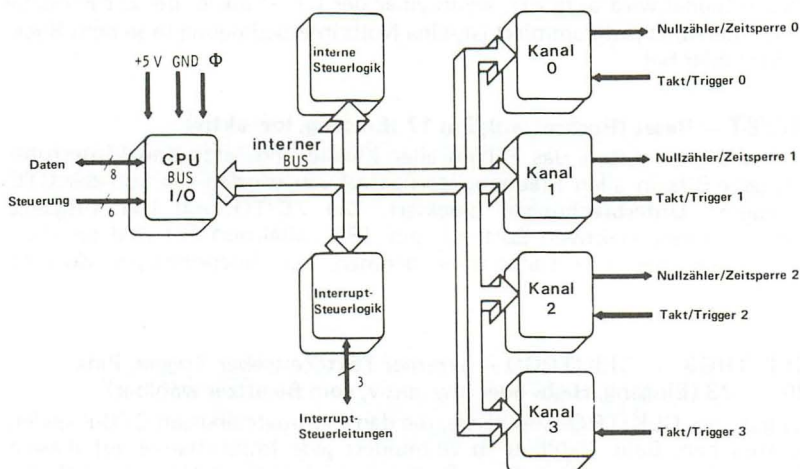 +5 V GND Φ
Daten
8
Steuerung
6
CPU
BUS
I/O
interne
Steuerlogik
interner
BUS
Interrupt-
Steuerlogik
3
Interrupt-
Steuerleitungen
Kanal
0
Nullzähler/Zeitsperre 0
Takt/Trigger 0
Kanal
1
Nullzähler/Zeitsperre 1
Takt/Trigger 1
Kanal
2
Nullzähler/Zeitsperre 2
Takt/Trigger 2
Kanal
3
Takt/Trigger 3